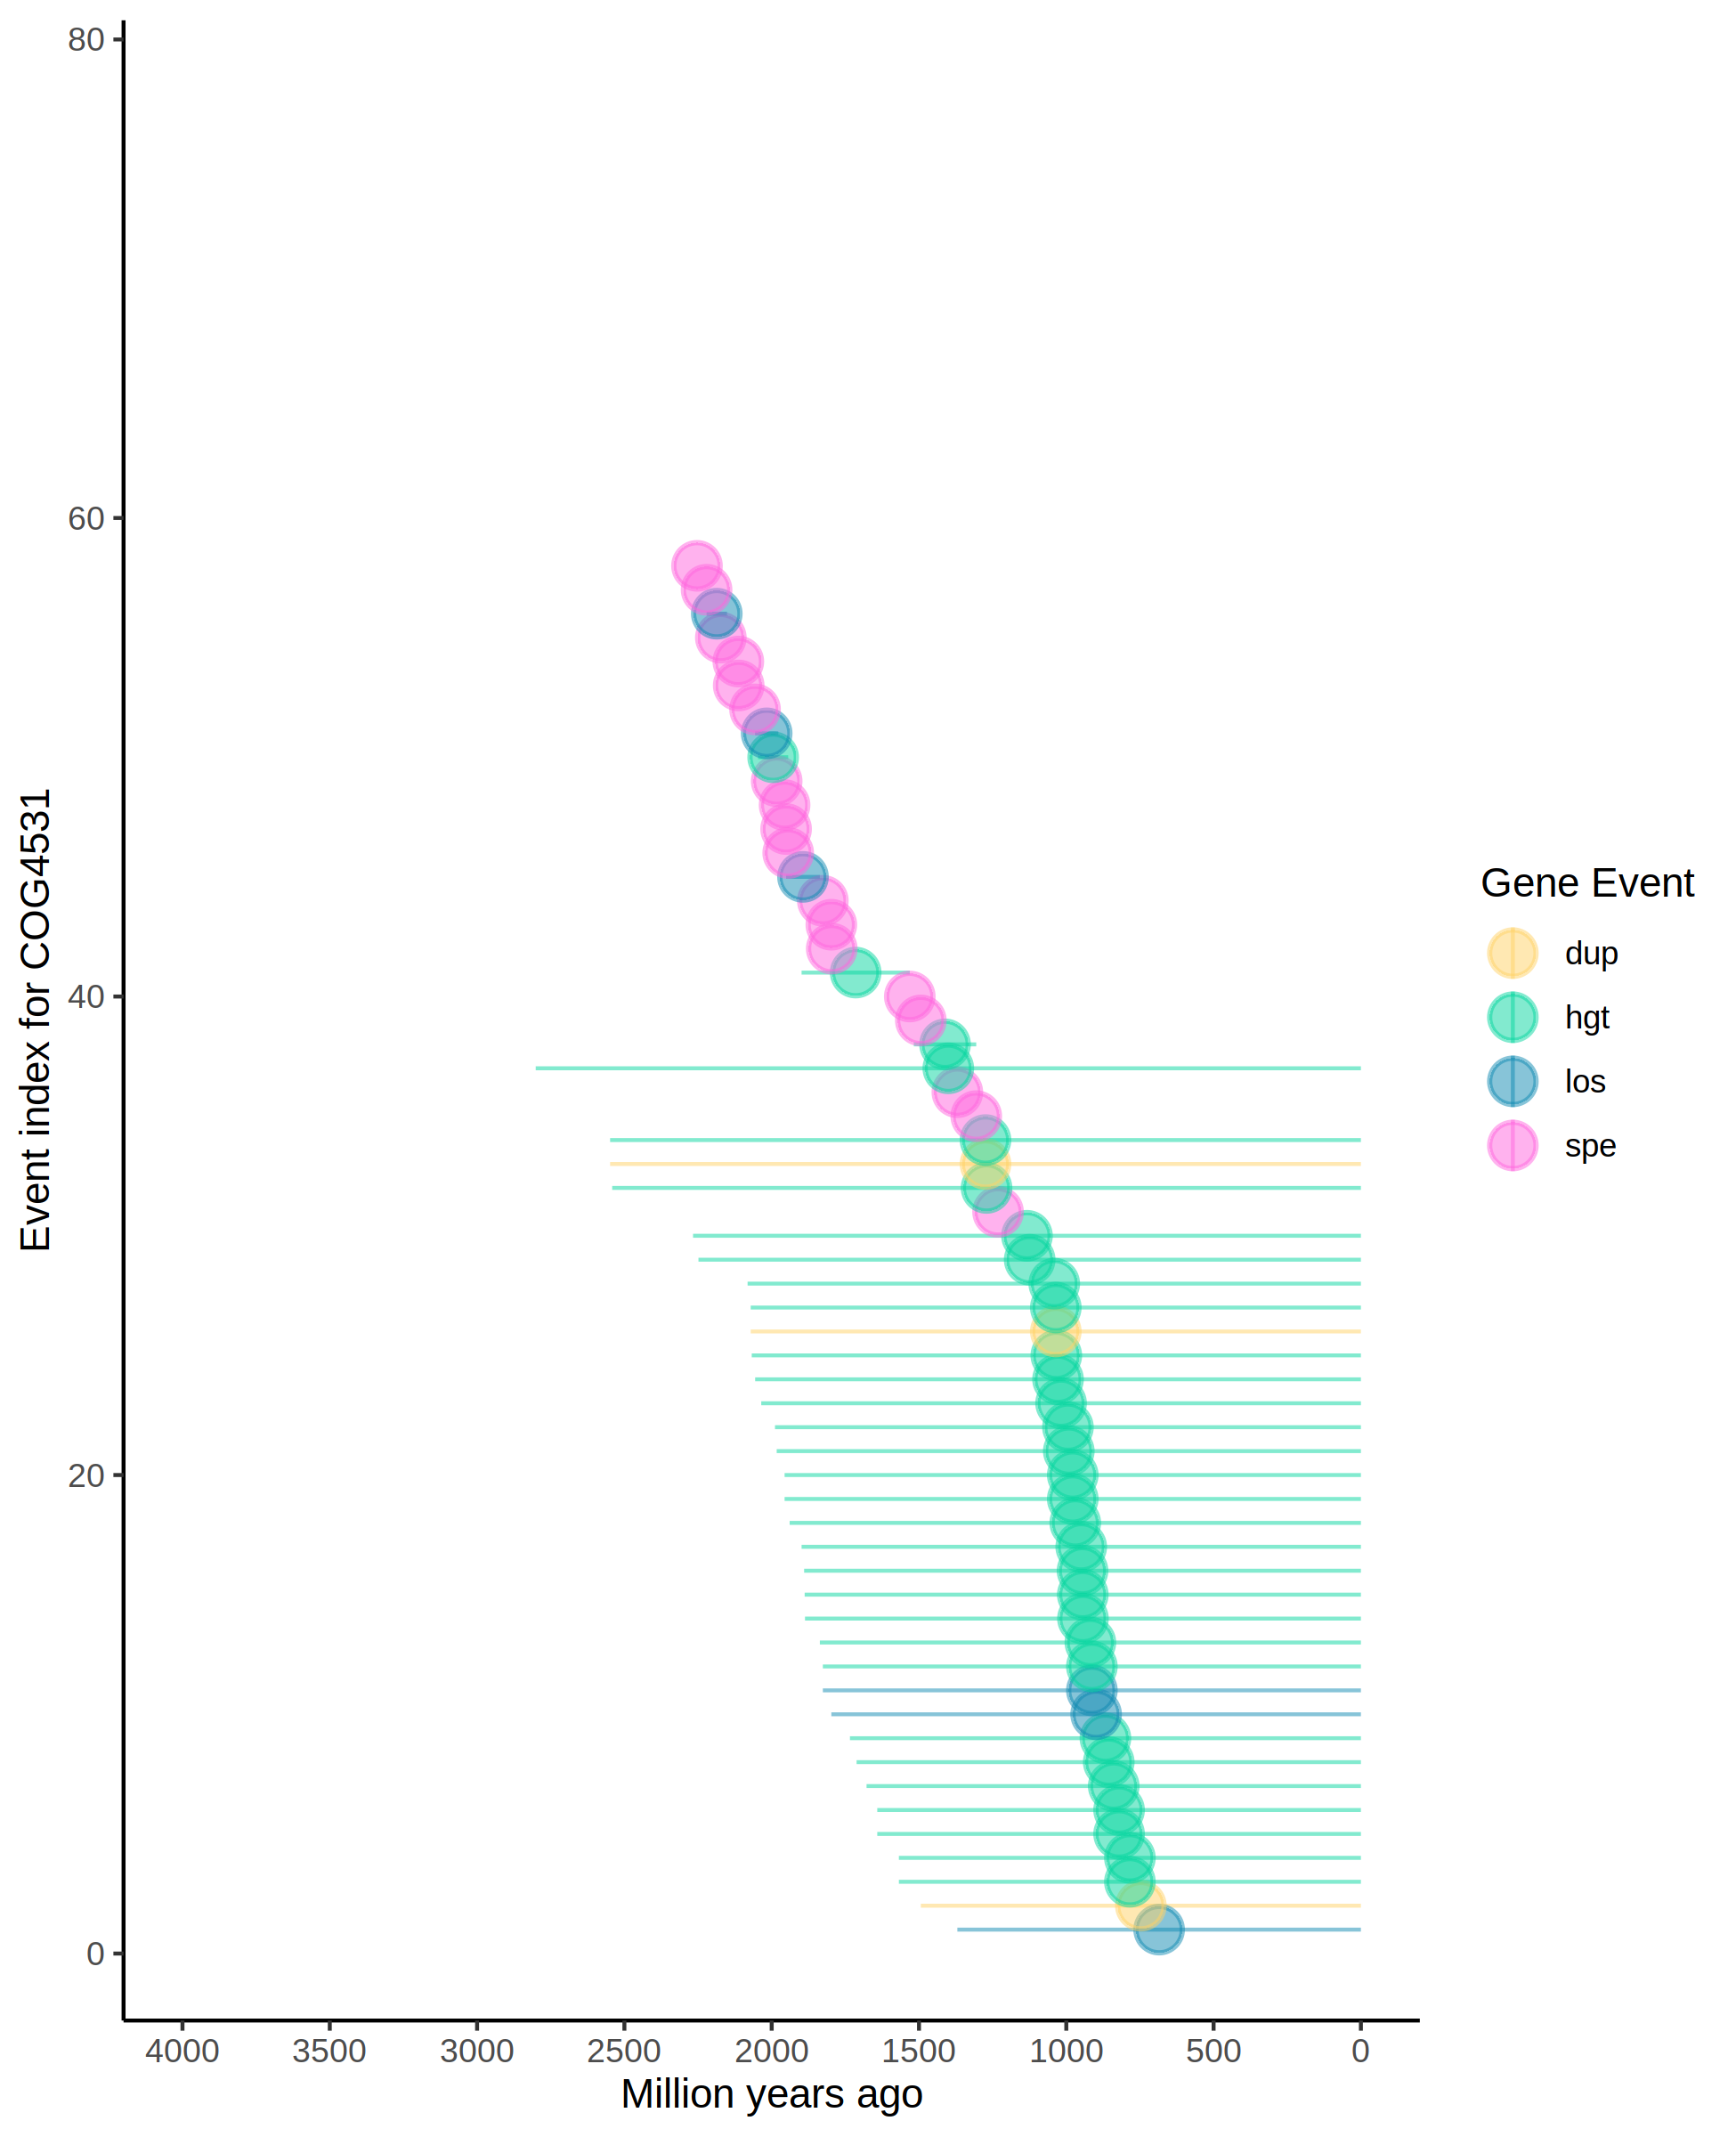 80
60
40
20
0
Event index for COG4531
4000 3500 3000 2500 2000 1500 1000 500 0
Million years ago
Gene Event
dup
hgt
los
spe